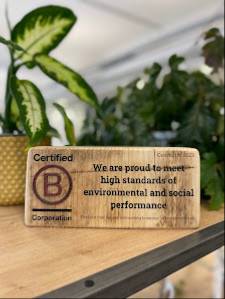 Certified
B
Corporation
We are proud to meet
high standards of
environmental and social
performance